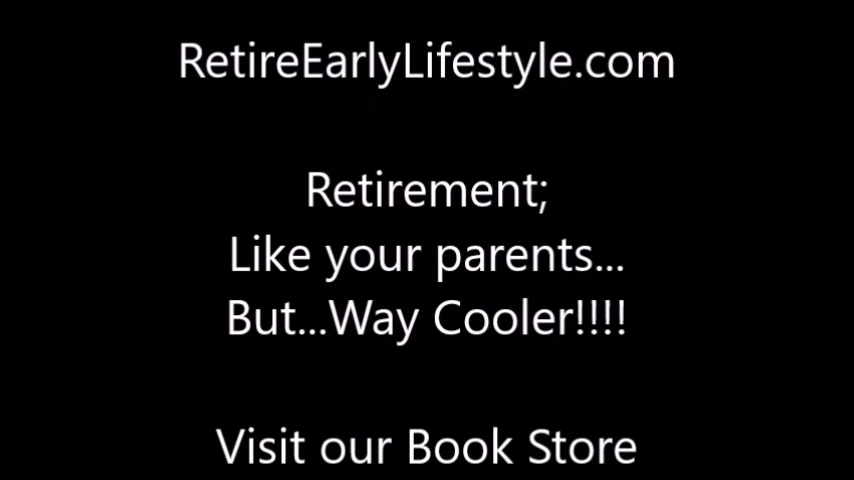 RetireEarlyLifestyle.com
Retirement;
Like your parents...
But...Way Cooler!!!!
Visit our Book Store